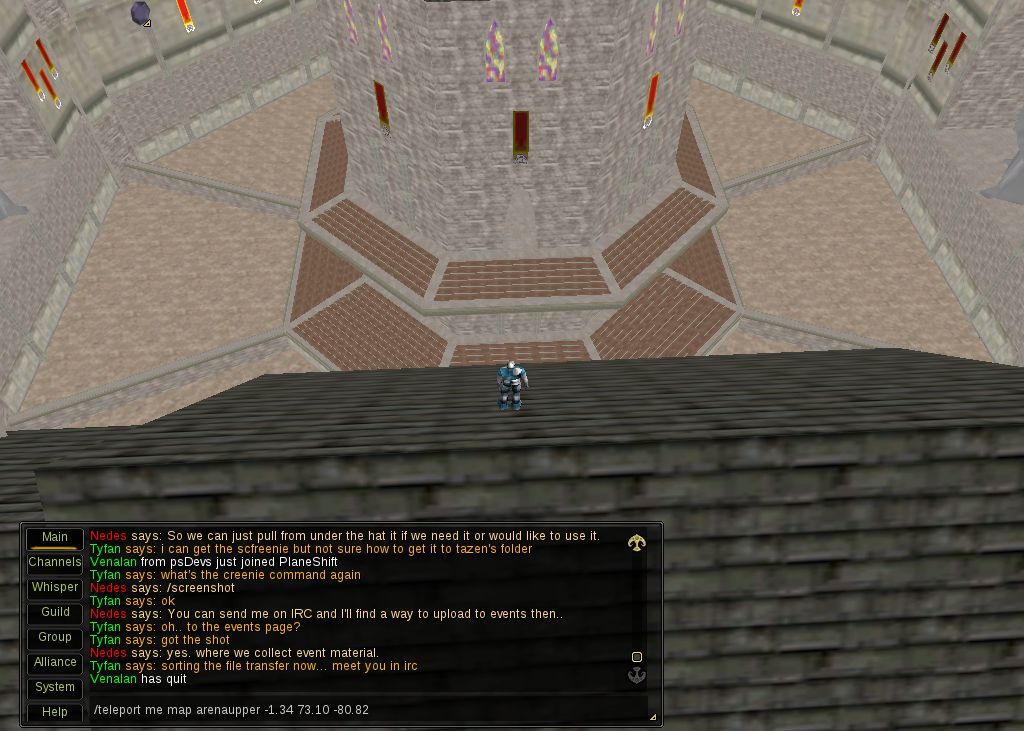 Main
Channels
Whisper
Guild
Group
Alliance
System
Help
Nedes says: So we can just pull from under the hat it if we need it or would like to use it.
Tyfan says: i can get the scfreenie but not sure how to get it to tazen's folder
Venalan from psDevs just joined PlaneShift
Tyfan says: what's the creenie command again
Nedes says: /screenshot
Tyfan says: ok
Nedes says: You can send me on IRC and I'll find a way to upload to events then..
Tyfan says: oh.. to the events page?
Tyfan says: got the shot
Nedes says: yes. where we collect event material.
Tyfan says: sorting the file transfer now... meet you in irc
Venalan has quit
/teleport me map arenaupper -1.34 73.10 -80.82